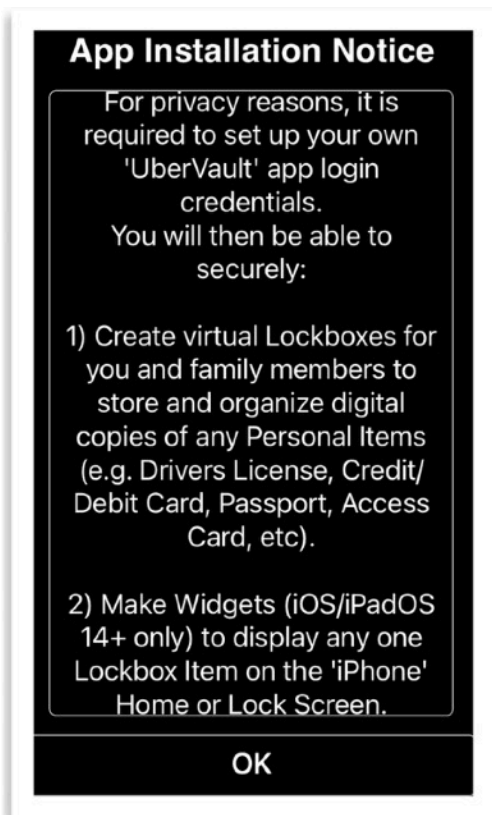 App Installation Notice
For privacy reasons, it is
required to set up your own
'UberVault' app login
credentials.
You will then be able to
securely:
1) Create virtual Lockboxes for
you and family members to
store and organize digital
copies of any Personal Items
(e.g. Drivers License, Credit/
Debit Card, Passport, Access
Card, etc).
2) Make Widgets (iOS/iPadOS
14+ only) to display any one
Lockbox Item on the 'iPhone'
Home or Lock Screen.
OK